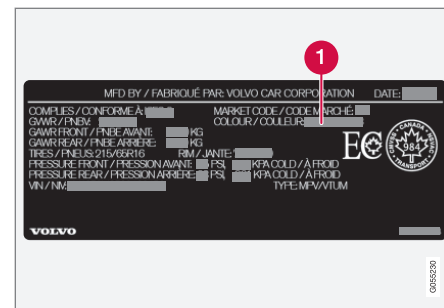 1
MFD BY / FABRIQUÉ PAR: VOLVO CAR CORPORATION DATE:
COMPLIES / CONFORME À: MARKET CODE / CODE MARCHÉ:
GVWR / PNBV: COLOUR / COULEUR:
GAWR FRONT / PNBE AVANT: KG
GAWR REAR / PNBE ARRIERE: KG
TIRES / PNEUS: 215/65R16 RIM / JANTE:
PRESSURE FRONT / PRESSION AVANT: PSI, KPA COLD / À FROID
PRESSURE REAR / PRESSION ARRIÈRE: PSI, KPA COLD / À FROID
VIN / NIV: TYPE: MPV/VTUM
EC
CANADA
984
TRANSPORT
VOLVO
G055230